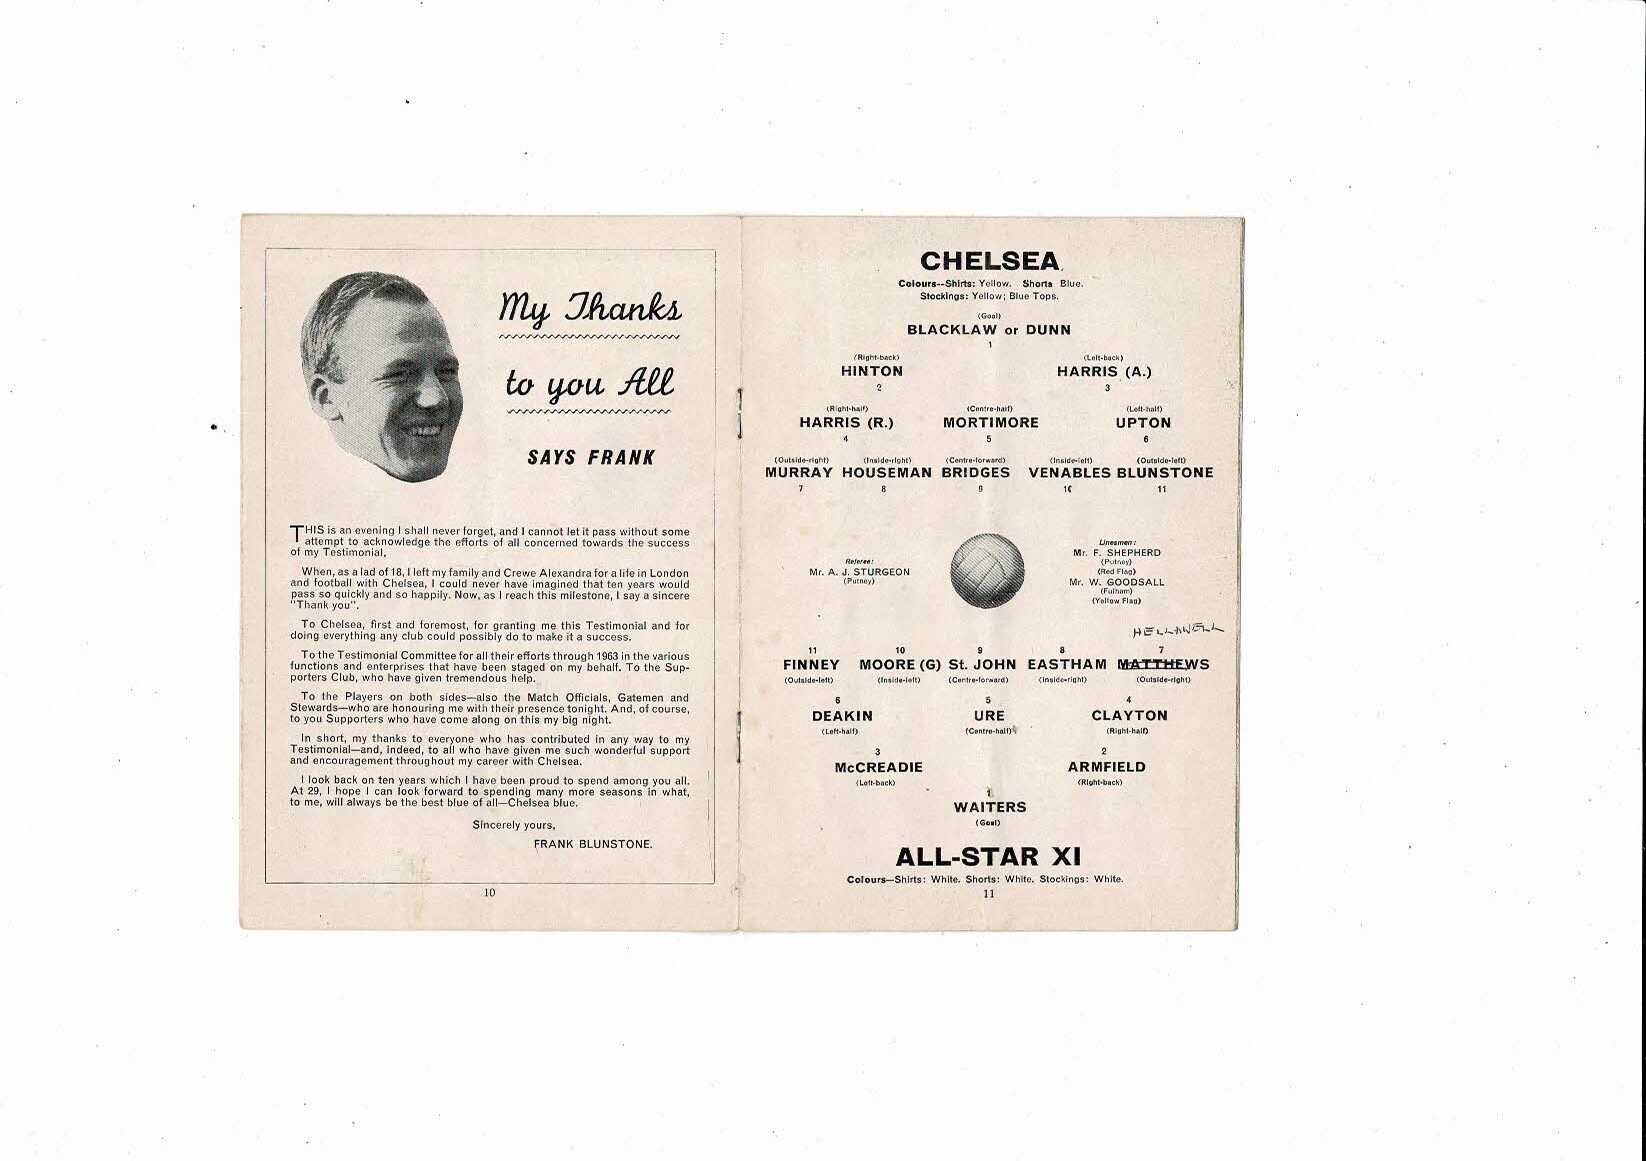 My Thanks
to you All
SAYS FRANK
THIS is an evening I shall never forget, and I cannot let it pass without some
attempt to acknowledge the efforts of all concerned towards the success
of my Testimonial.
When, as a lad of 18, I left my family and Crewe Alexandra for a life in London
and football with Chelsea, I could never have imagined that ten years would
pass so quickly and so happily. Now, as I reach this milestone, I say a sincere
"Thank you".
To Chelsea, first and foremost, for granting me this Testimonial and for
doing everything any club could possibly do to make it a success.
To the Testimonial Committee for all their efforts through 1963 in the various
functions and enterprises that have been staged on my behalf. To the Sup-
porters Club, who have given tremendous help.
To the Players on both sides—also the Match Officials, Gatemen and
Stewards—who are honouring me with their presence tonight. And, of course,
to you Supporters who have come along on this my big night.
In short, my thanks to everyone who has contributed in any way to my
Testimonial—and, indeed, to all who have given me such wonderful support
and encouragement throughout my career with Chelsea.
I look back on ten years which I have been proud to spend among you all.
At 29, I hope I can look forward to spending many more seasons in what,
to me, will always be the best blue of all—Chelsea blue.
Sincerely yours,
FRANK BLUNSTONE.
10
CHELSEA
Colours--Shirts: Yellow. Shorts Blue.
Stockings: Yellow; Blue Tops.
(Goal)
BLACKLAW or DUNN
1
(Right-back) (Left-back)
HINTON HARRIS (A.)
2 3
(Right-half) (Centre-half) (Left-half)
HARRIS (R.) MORTIMORE UPTON
4 5 6
(Outside-right) (Inside-right) (Centre-forward) (Inside-left) (Outside-left)
MURRAY HOUSEMAN BRIDGES VENABLES BLUNSTONE
7 8 9 10 11
Referee:
Mr. A. J. STURGEON
(Putney)
Linesmen:
Mr. F. SHEPHERD
(Putney)
(Red Flag)
Mr. W. GOODSALL
(Fulham)
(Yellow Flag)
HELLAWELL
11 10 9 8 7
FINNEY MOORE (G) St. JOHN EASTHAM MATTHEWS
(Outside-left) (Inside-left) (Centre-forward) (Inside-right) (Outside-right)
6 5 4
DEAKIN URE CLAYTON
(Left-half) (Centre-half) (Right-half)
3 2
McCREADIE ARMFIELD
(Left-back) (Right-back)
1
WAITERS
(Goal)
ALL-STAR XI
Colours—Shirts: White. Shorts: White. Stockings: White.
11